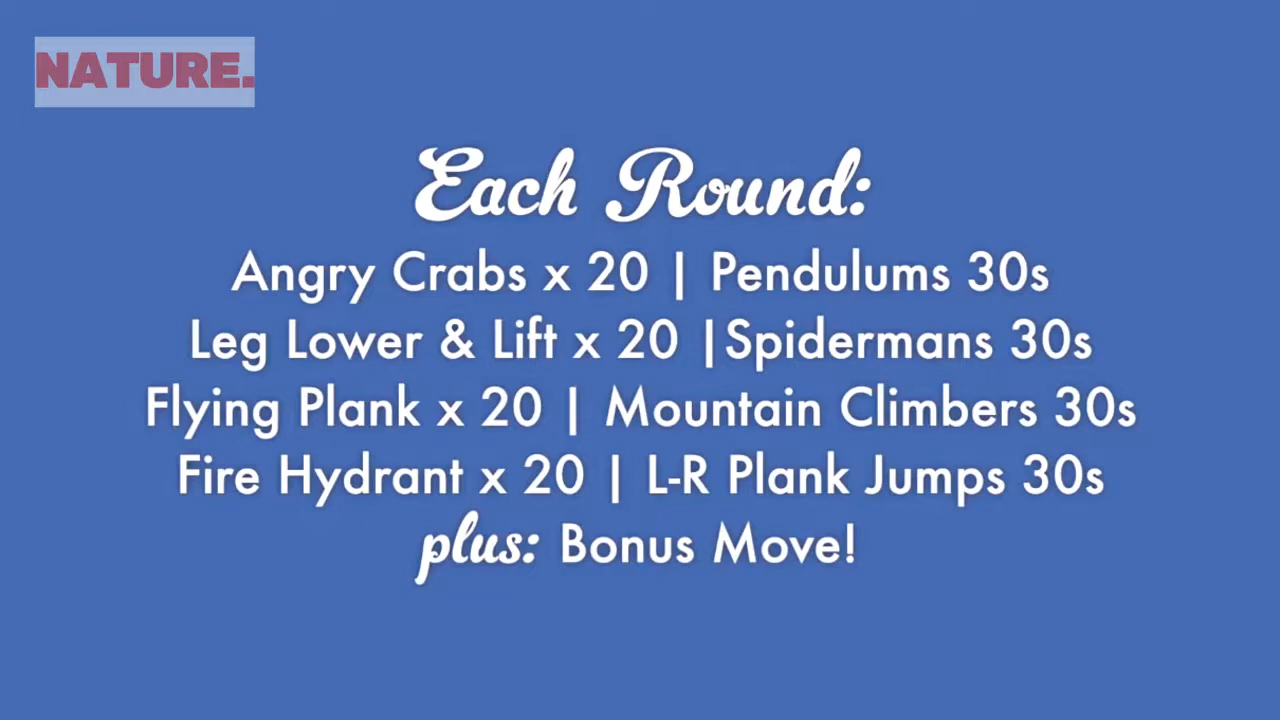 NATURE.
Each Round:
Angry Crabs x 20 | Pendulums 30s
Leg Lower & Lift x 20 |Spidermans 30s
Flying Plank x 20 | Mountain Climbers 30s
Fire Hydrant x 20 | L-R Plank Jumps 30s
plus: Bonus Move!